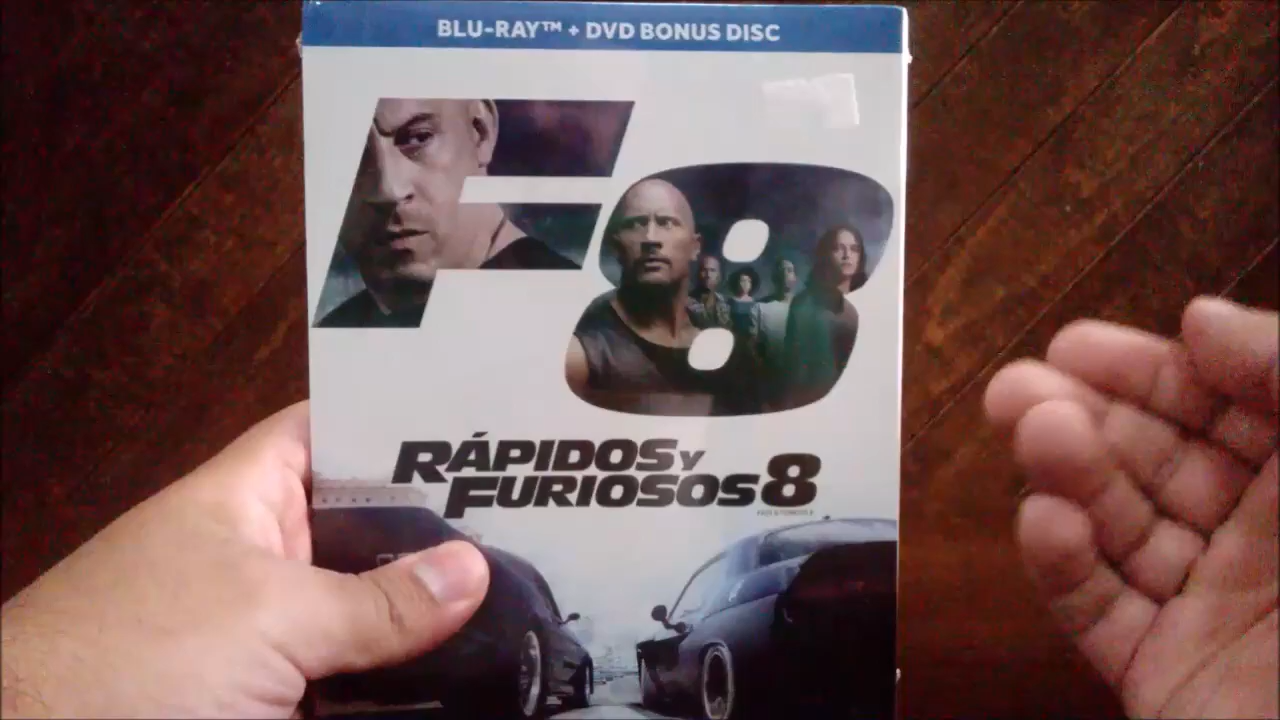 BLU-RAY™ + DVD BONUS DISC
F8
RÁPIDOS Y
FURIOSOS 8